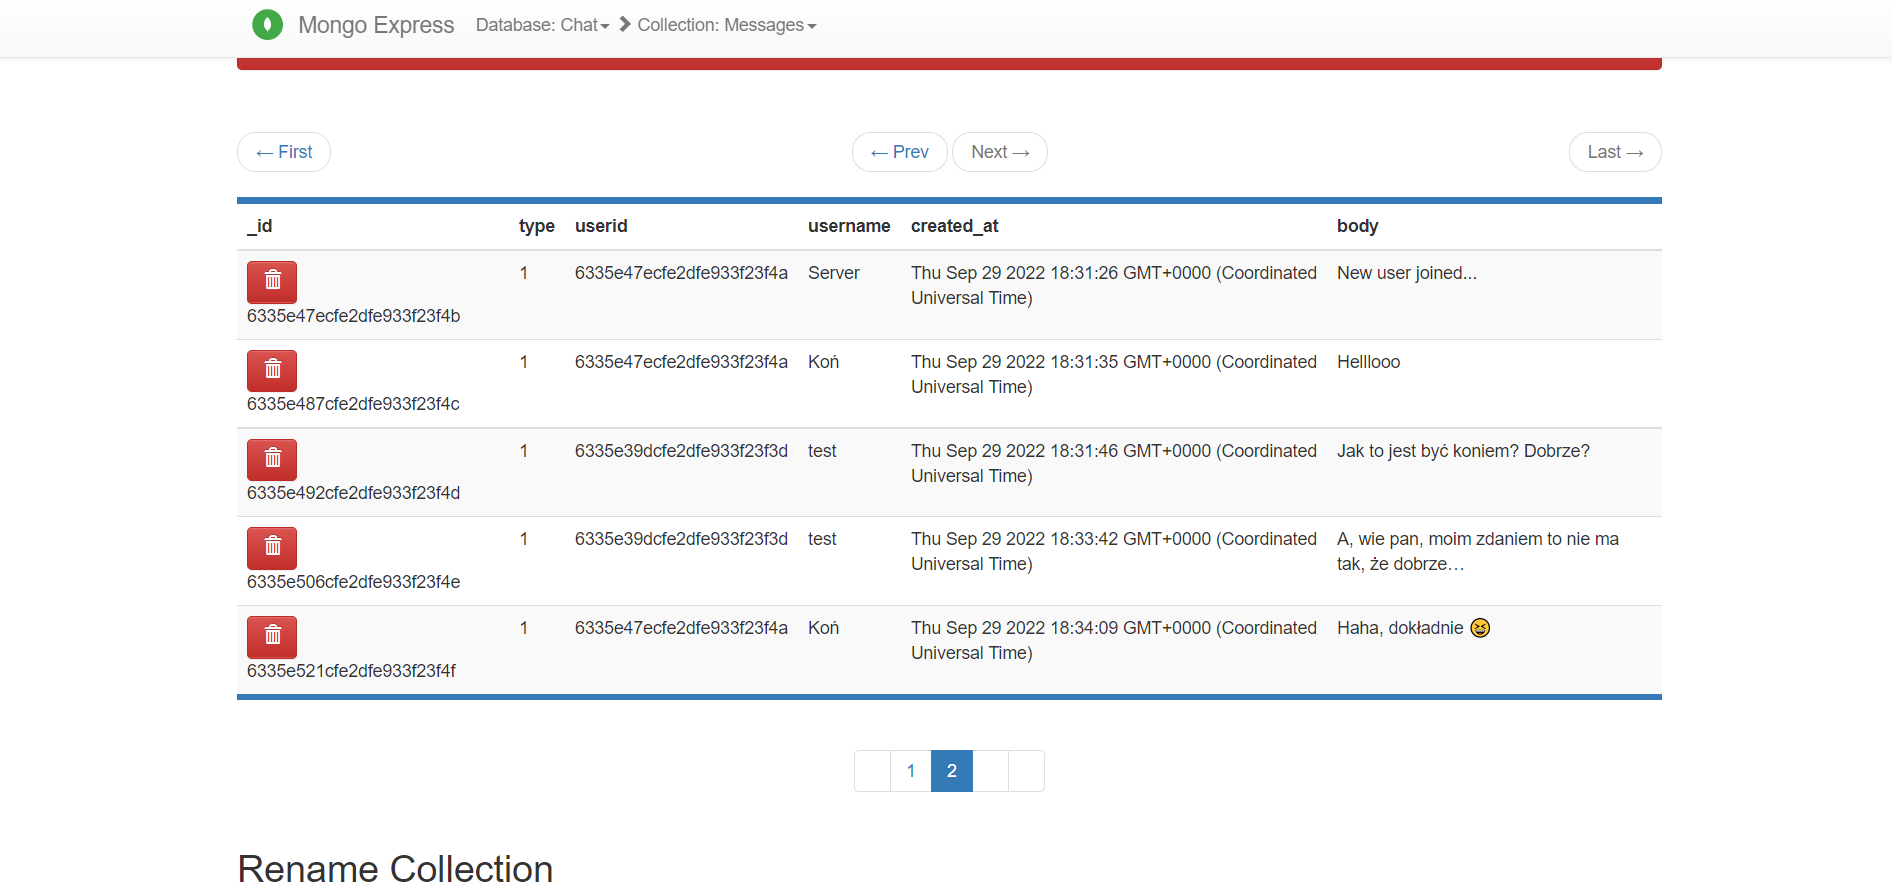 Mongo Express Database: Chat Collection: Messages
← First ← Prev Next → Last →
_id type userid username created_at body
1 6335e47ecfe2dfe933f23f4a Server Thu Sep 29 2022 18:31:26 GMT+0000 (Coordinated New user joined...
Universal Time)
6335e47ecfe2dfe933f23f4b
1 6335e47ecfe2dfe933f23f4a Koń Thu Sep 29 2022 18:31:35 GMT+0000 (Coordinated Helllooo
Universal Time)
6335e487cfe2dfe933f23f4c
1 6335e39dcfe2dfe933f23f3d test Thu Sep 29 2022 18:31:46 GMT+0000 (Coordinated Jak to jest być koniem? Dobrze?
Universal Time)
6335e492cfe2dfe933f23f4d
1 6335e39dcfe2dfe933f23f3d test Thu Sep 29 2022 18:33:42 GMT+0000 (Coordinated A, wie pan, moim zdaniem to nie ma
Universal Time) tak, że dobrze…
6335e506cfe2dfe933f23f4e
1 6335e47ecfe2dfe933f23f4a Koń Thu Sep 29 2022 18:34:09 GMT+0000 (Coordinated Haha, dokładnie 😆
Universal Time)
6335e521cfe2dfe933f23f4f
1 2
Rename Collection